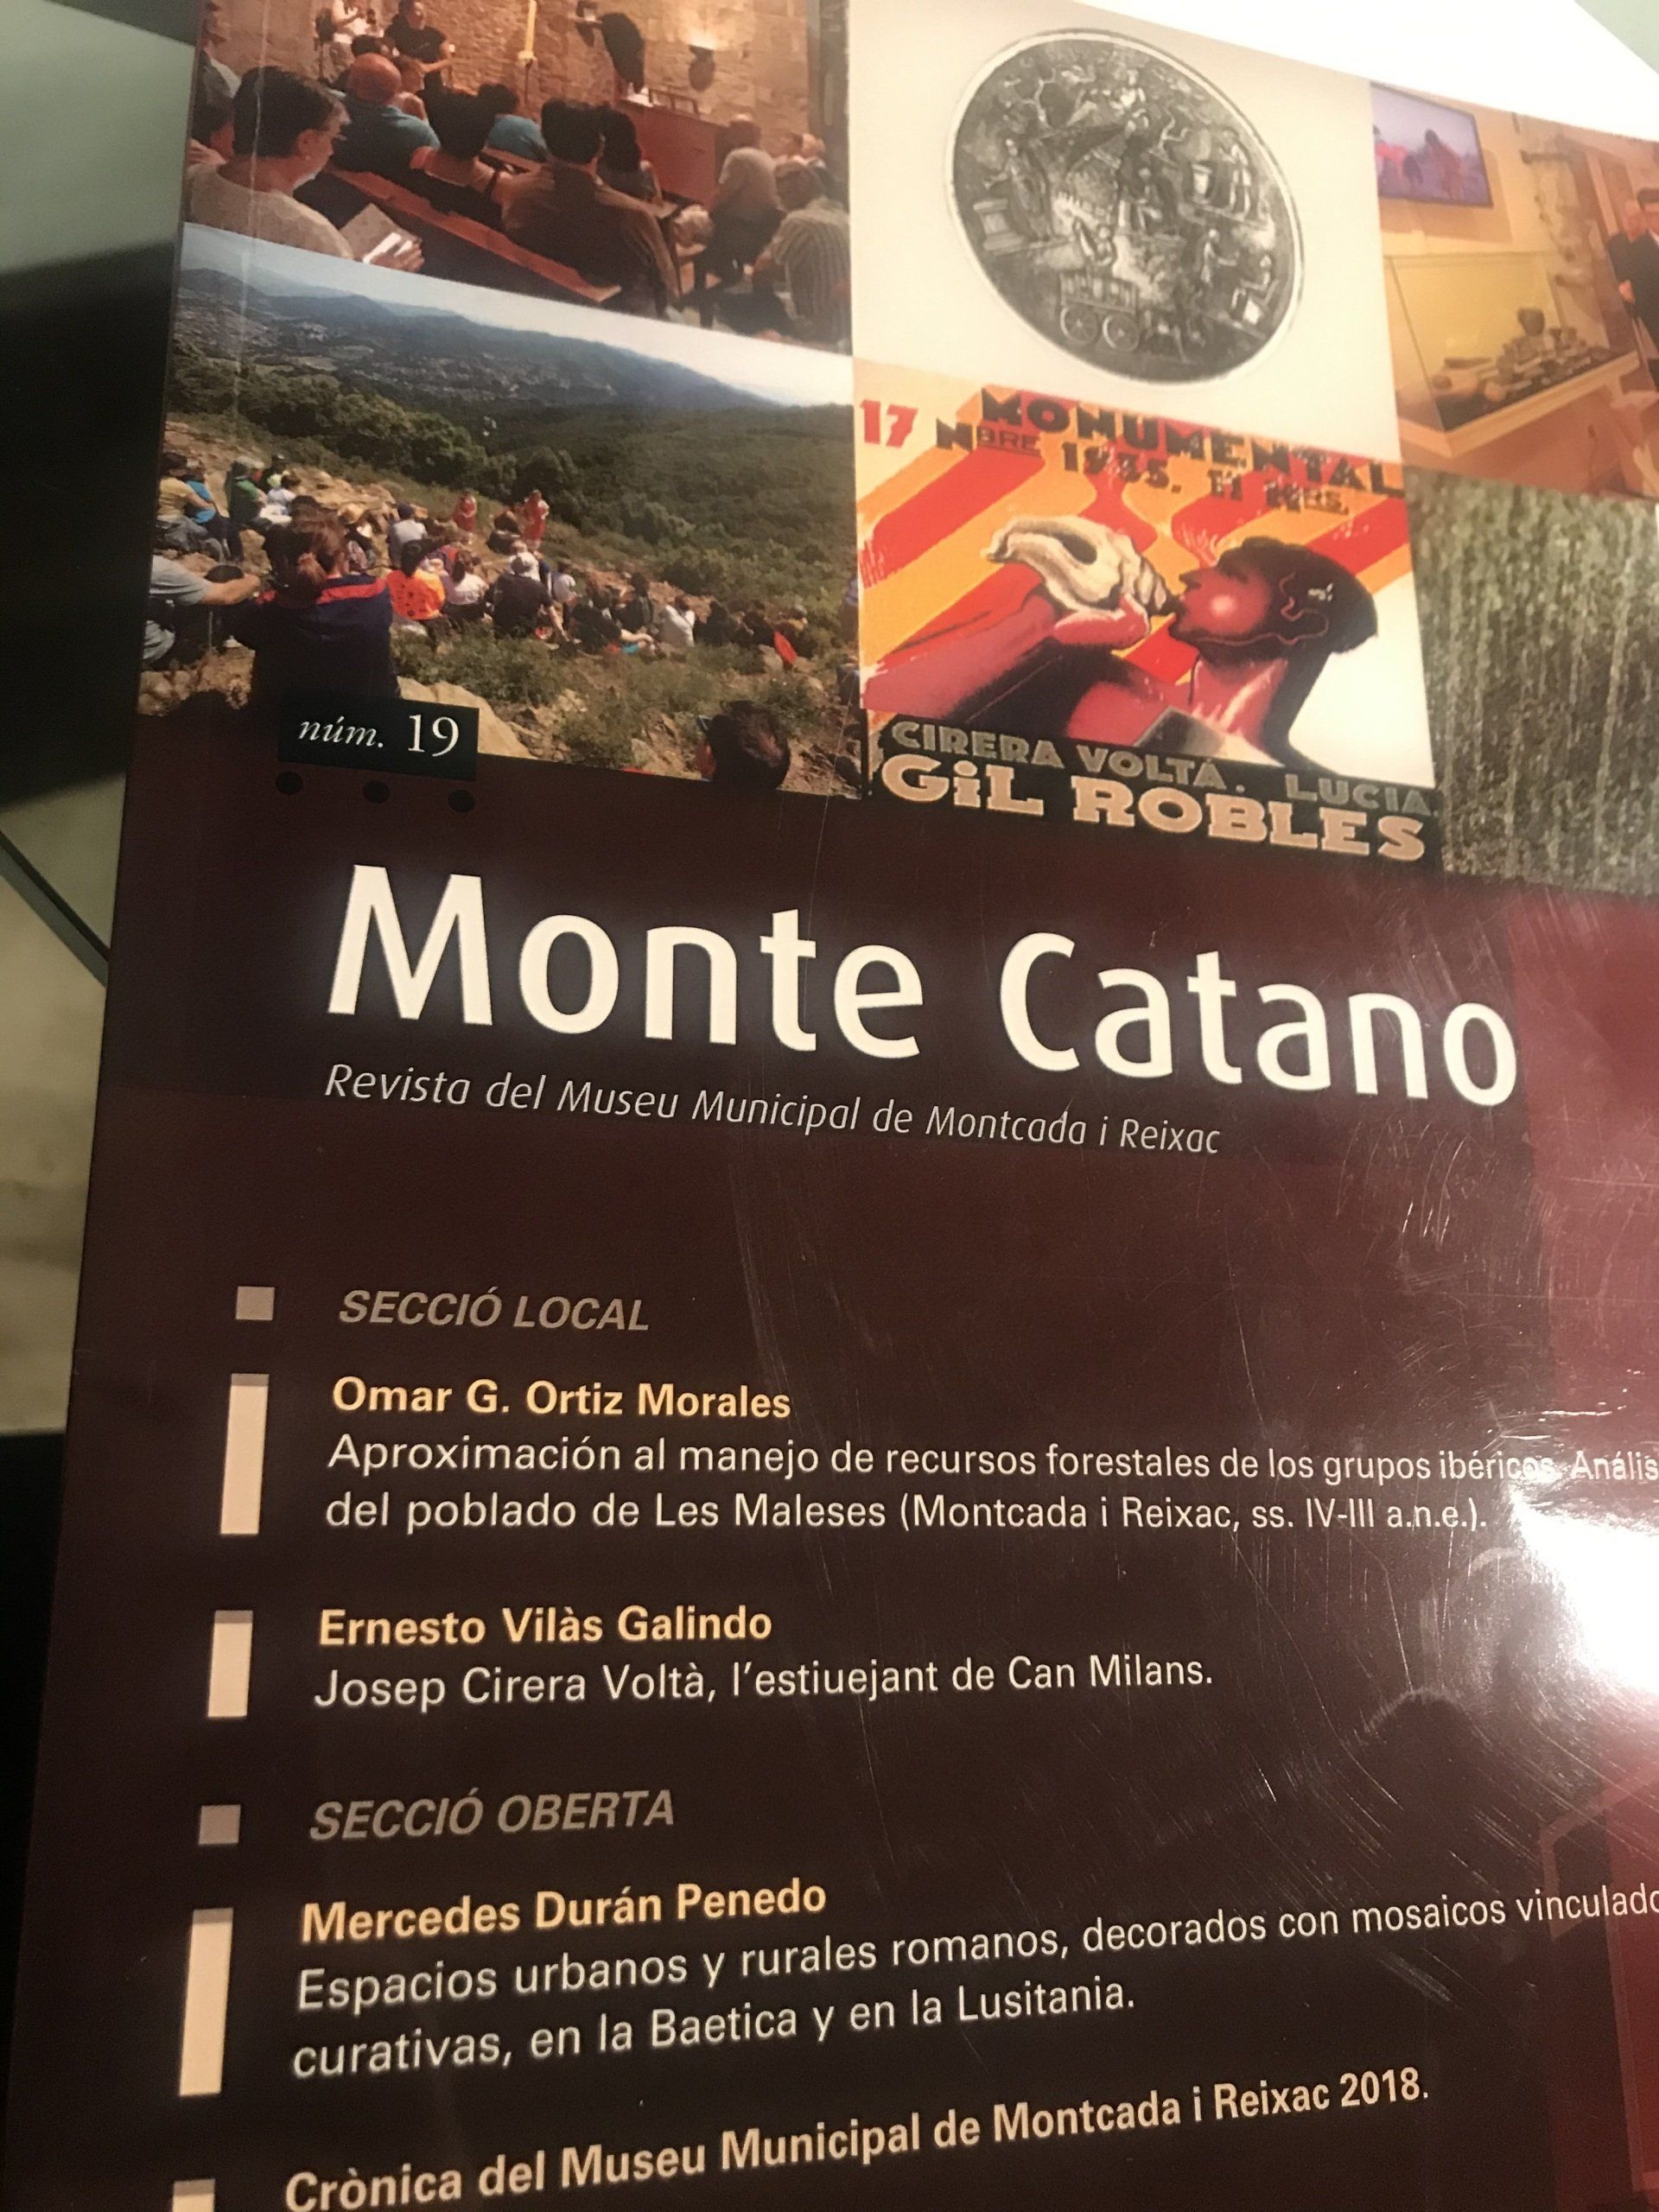 17 NBRE 1935. 11 HRS.
MONUMENTAL
CIRERA VOLTÁ. LUCIA
GiL ROBLES
núm. 19
Monte Catano
Revista del Museu Municipal de Montcada i Reixac
SECCIÓ LOCAL
Omar G. Ortiz Morales
Aproximación al manejo de recursos forestales de los grupos ibéricos. Anális
del poblado de Les Maleses (Montcada i Reixac, ss. IV-III a.n.e.).
Ernesto Vilàs Galindo
Josep Cirera Voltà, l'estiuejant de Can Milans.
SECCIÓ OBERTA
Mercedes Durán Penedo
Espacios urbanos y rurales romanos, decorados con mosaicos vinculado
curativas, en la Baetica y en la Lusitania.
Crònica del Museu Municipal de Montcada i Reixac 2018.